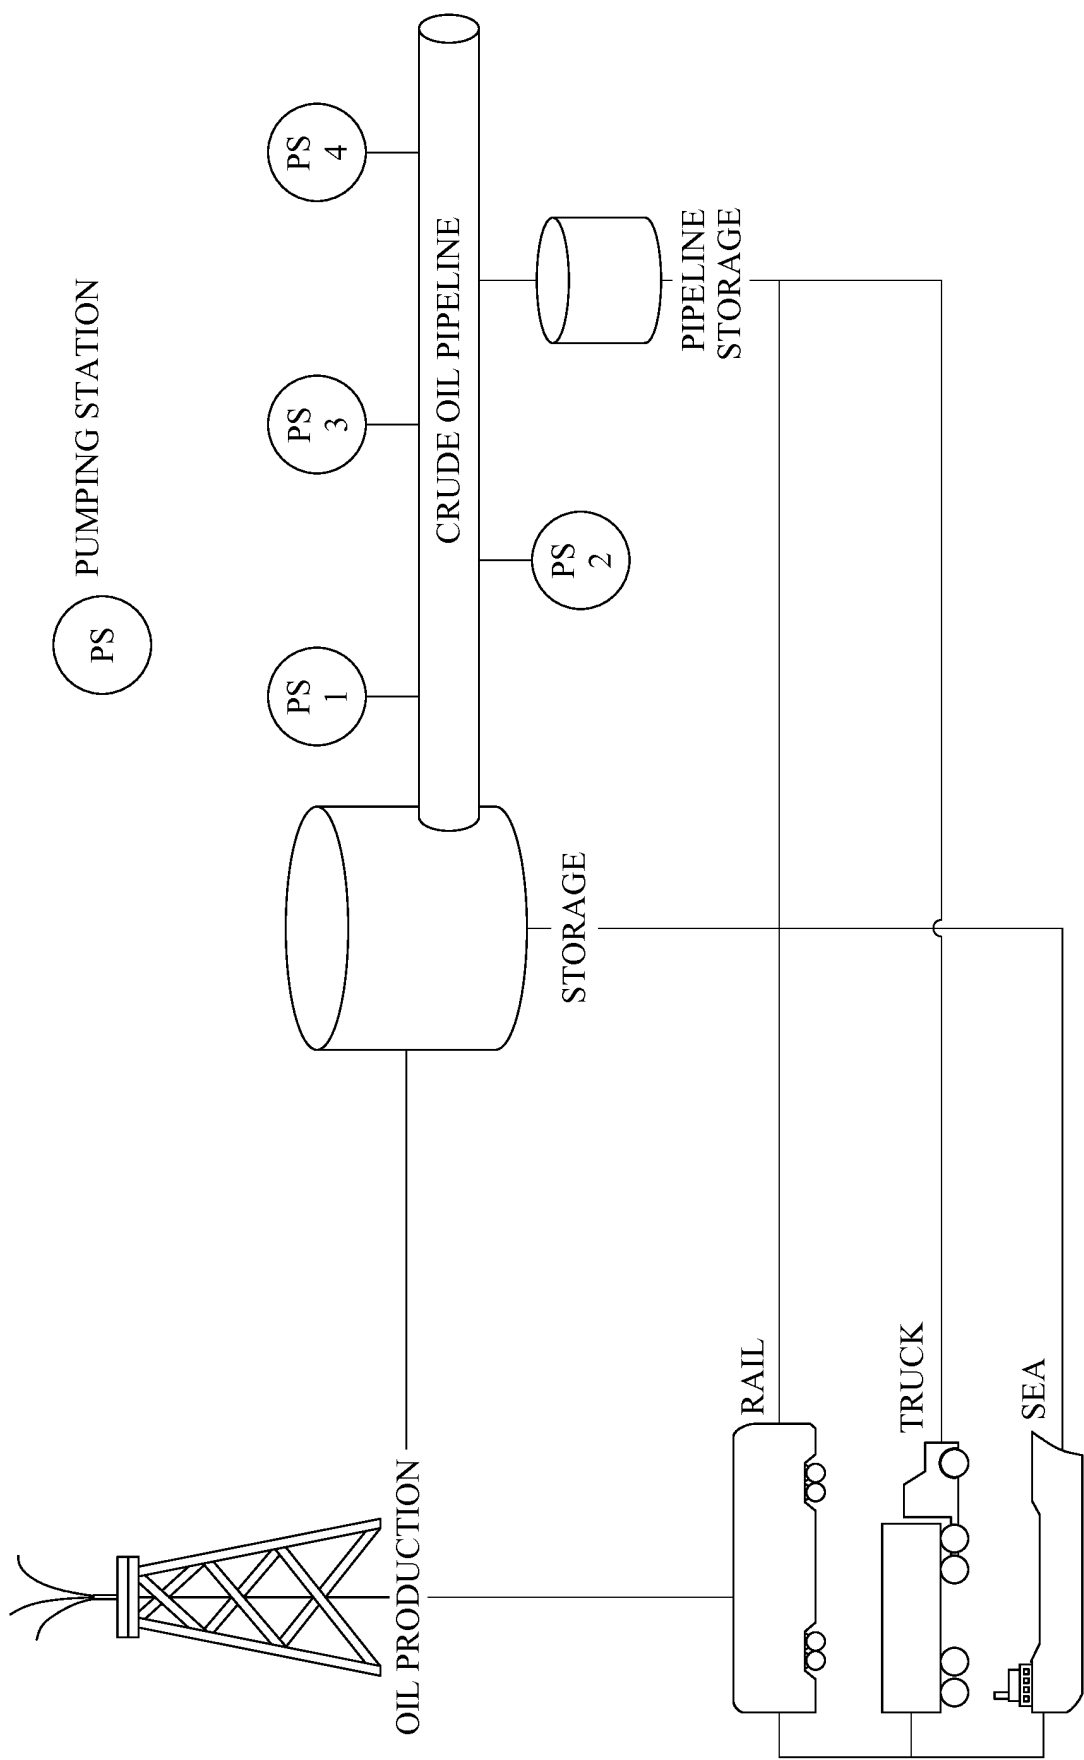 PS
PUMPING STATION
PS
1
PS
3
PS
4
CRUDE OIL PIPELINE
PS
2
STORAGE
PIPELINE
STORAGE
OIL PRODUCTION
RAIL
TRUCK
SEA